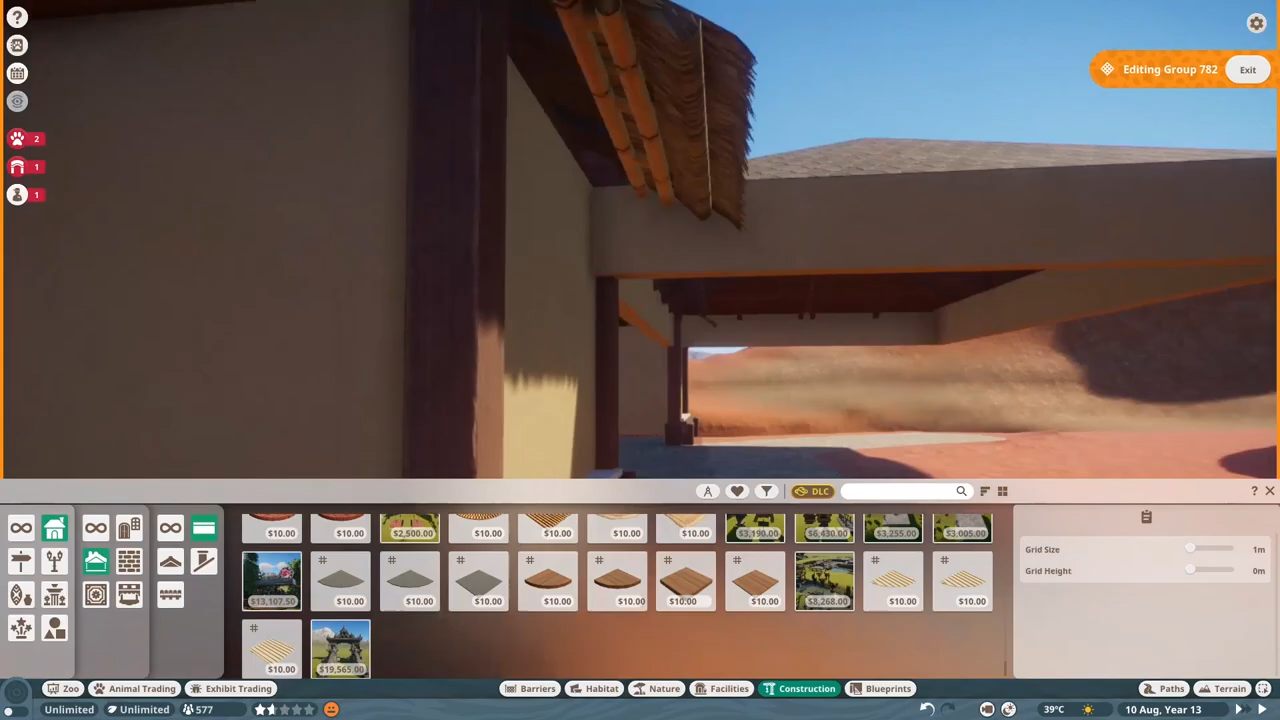 ?
Editing Group 782
Exit
2
1
1
DLC
?
$10.00
$10.00
$2,500.00
$10.00
$10.00
$10.00
$10.00
$3,190.00
$6,430.00
$3,255.00
$3,005.00
$13,107.50
$10.00
$10.00
$10.00
$10.00
$10.00
$10.00
$10.00
$8,268.00
$10.00
$10.00
$10.00
$19,565.00
Grid Size
1m
Grid Height
0m
Zoo
Animal Trading
Exhibit Trading
Barriers
Habitat
Nature
Facilities
Construction
Blueprints
Paths
Terrain
Unlimited
Unlimited
577
39°C
10 Aug, Year 13